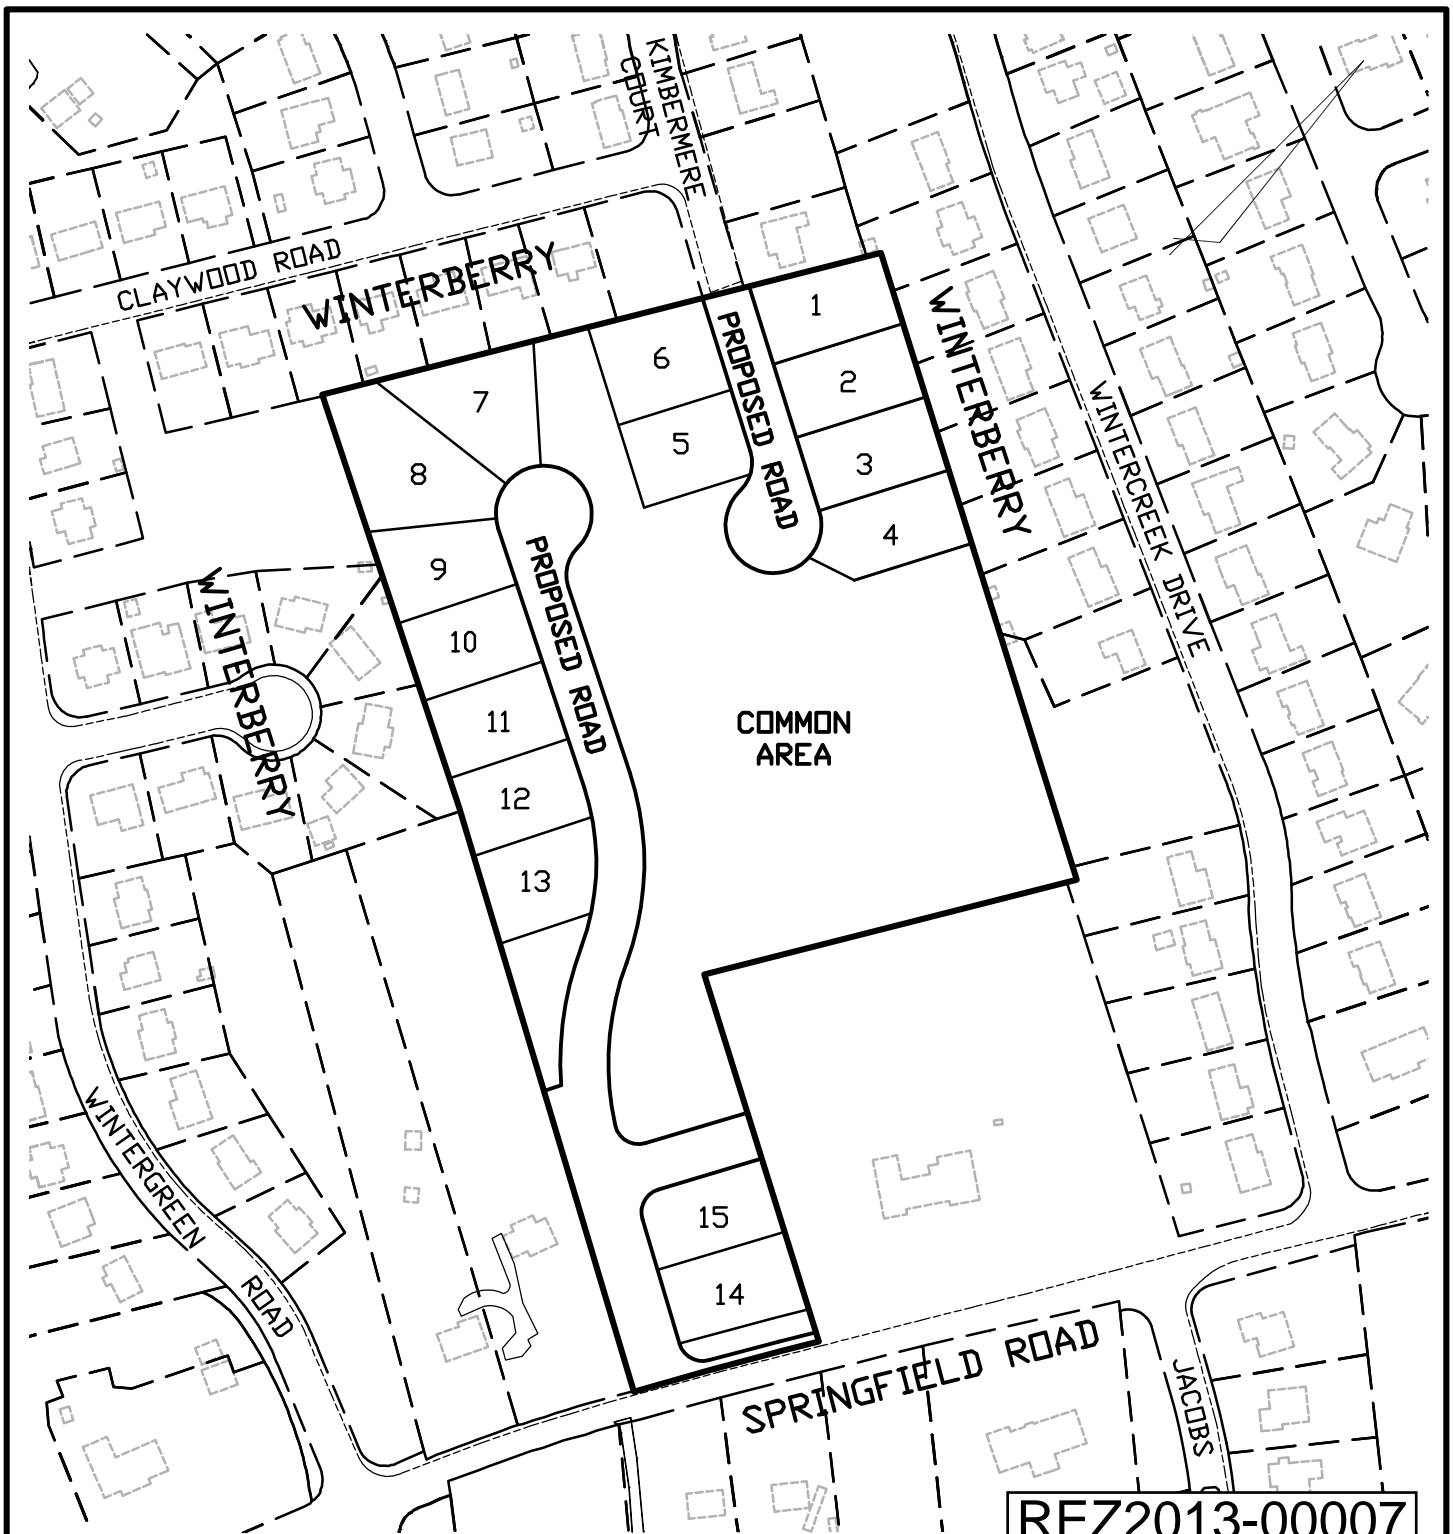 KIMBERMERE
COURT
CLAYWOOD ROAD
WINTERBERRY
WINTERBERRY
WINTERCREEK DRIVE
1
2
3
4
5
6
7
8
9
10
11
12
13
PROPOSED ROAD
PROPOSED ROAD
COMMON
AREA
WINTERBERRY
WINTERGREEN
ROAD
15
14
SPRINGFIELD ROAD
JACOBS
REZ2013-00007